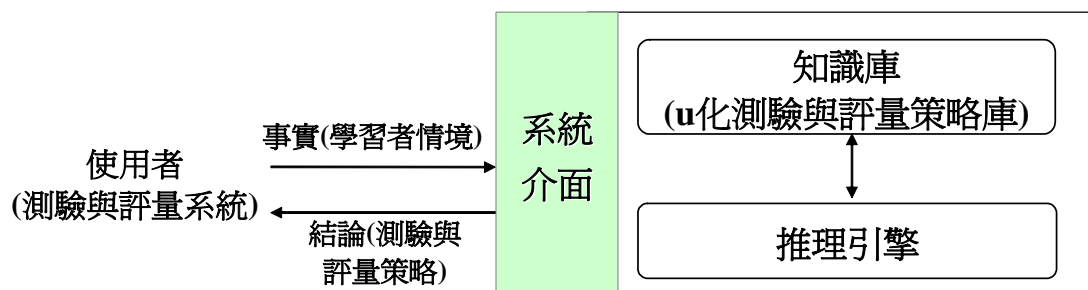 使用者
(測驗與評量系統)
事實(學習者情境)
結論(測驗與
評量策略)
系統
介面
知識庫
(u化測驗與評量策略庫)
推理引擎